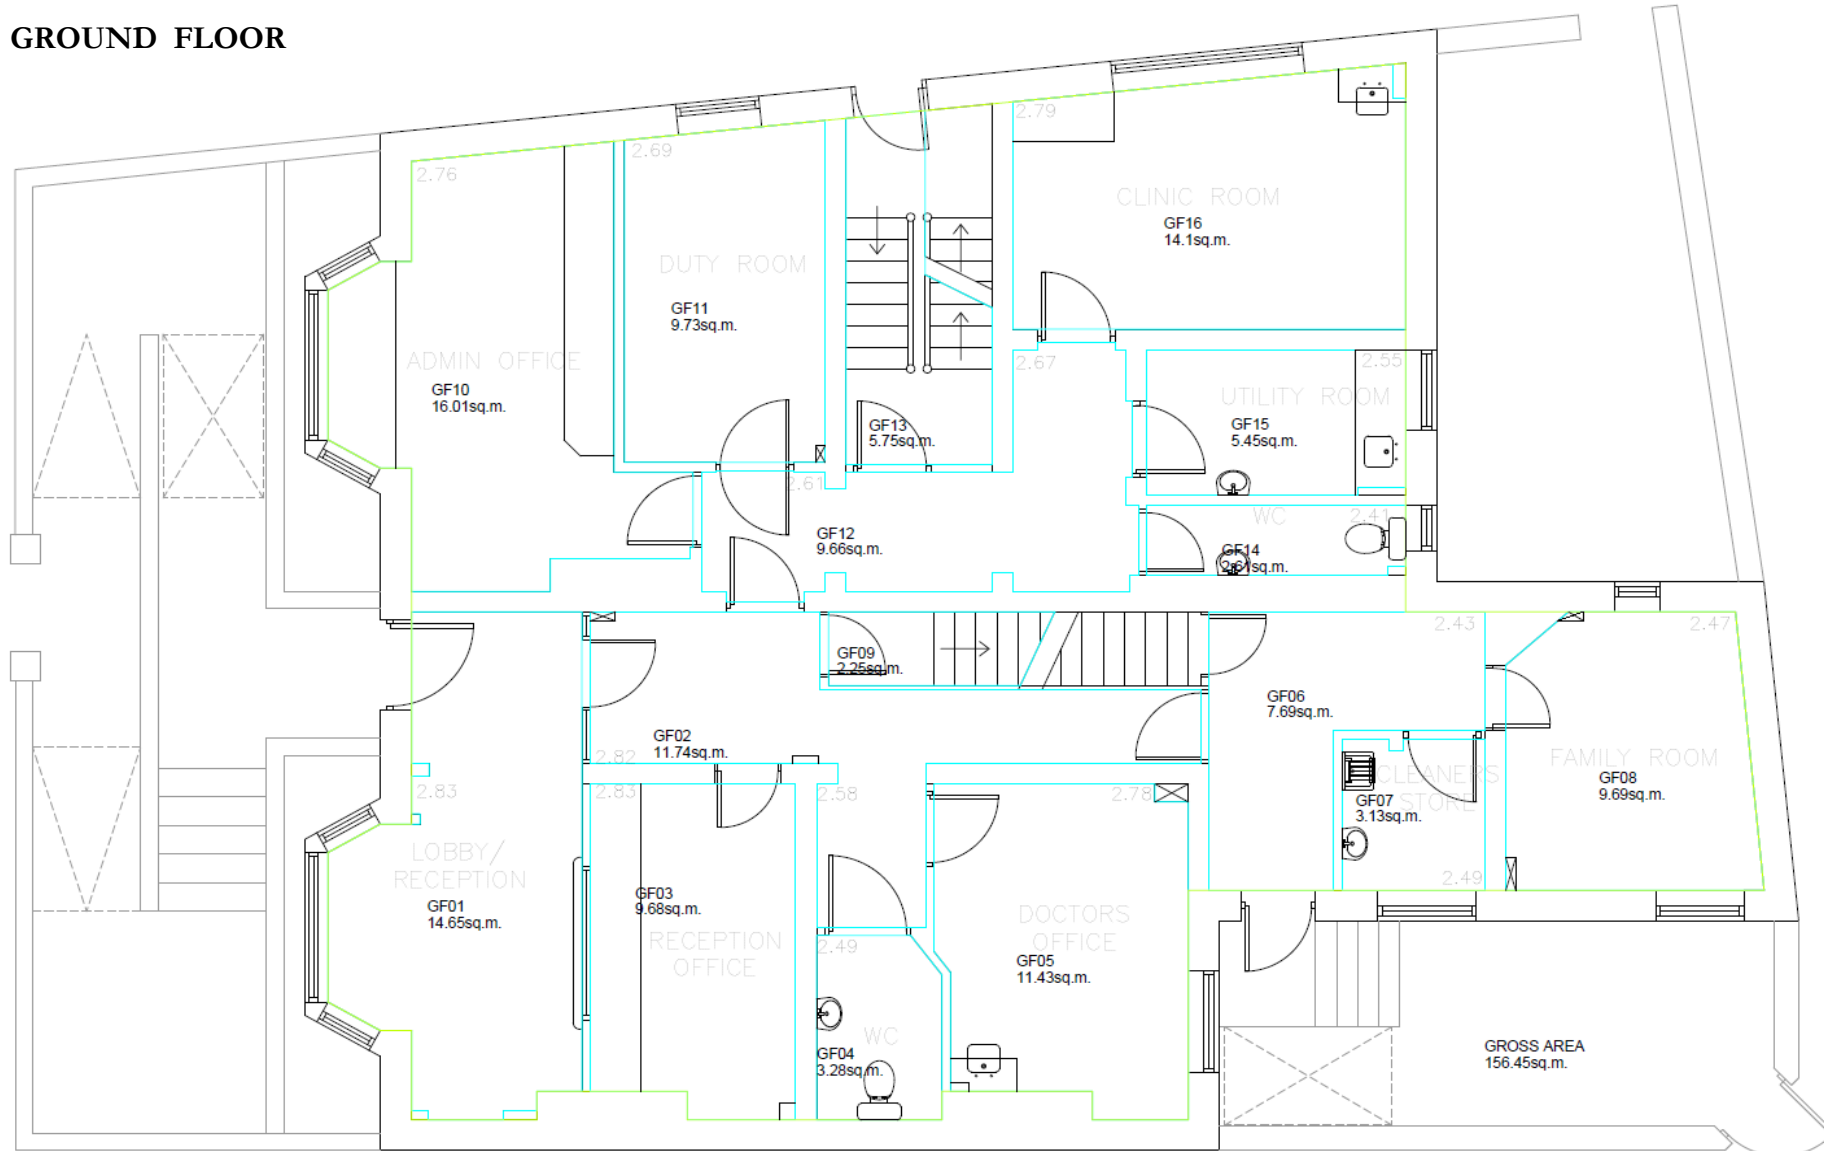 GROUND FLOOR
2.79
2.69
2.76
CLINIC ROOM
GF16
14.1sq.m.
DUTY ROOM
GF11
9.73sq.m.
2.67
2.55
ADMIN OFFICE
GF10
16.01sq.m.
UTILITY ROOM
GF15
5.45sq.m.
GF13
5.75sq.m.
2.61
WC
2.41
GF12
9.66sq.m.
GF14
2.61sq.m.
2.43
2.47
GF09
2.25sq.m.
GF06
7.69sq.m.
GF02
11.74sq.m.
2.82
FAMILY ROOM
GF08
9.69sq.m.
2.83
2.83
2.58
2.78
CLEANERS
STORE
GF07
3.13sq.m.
LOBBY/
RECEPTION
GF01
14.65sq.m.
GF03
9.68sq.m.
2.49
RECEPTION
OFFICE
2.49
DOCTORS
OFFICE
GF05
11.43sq.m.
WC
GF04
3.28sq.m.
GROSS AREA
156.45sq.m.